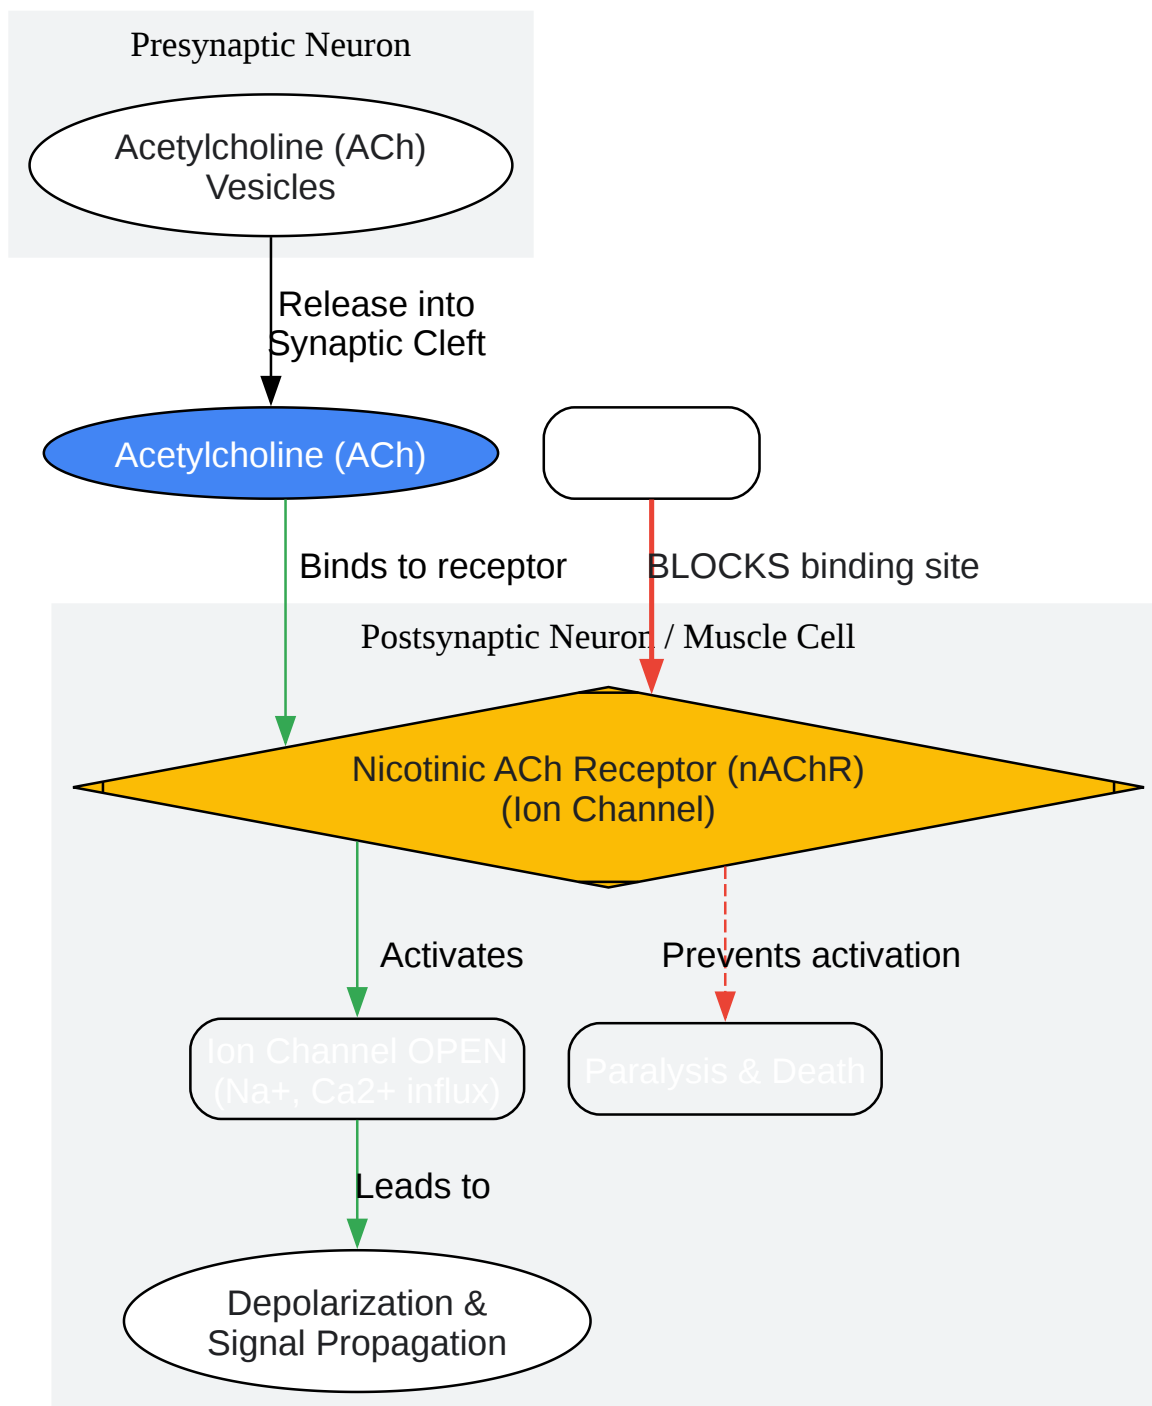 Presynaptic Neuron
Acetylcholine (ACh)
Vesicles
Release into
Synaptic Cleft
Acetylcholine (ACh)
Binds to receptor
BLOCKS binding site
Postsynaptic Neuron / Muscle Cell
Nicotinic ACh Receptor (nAChR)
(Ion Channel)
Activates
Prevents activation
Ion Channel OPEN
(Na+, Ca2+ influx)
Paralysis & Death
Leads to
Depolarization &
Signal Propagation